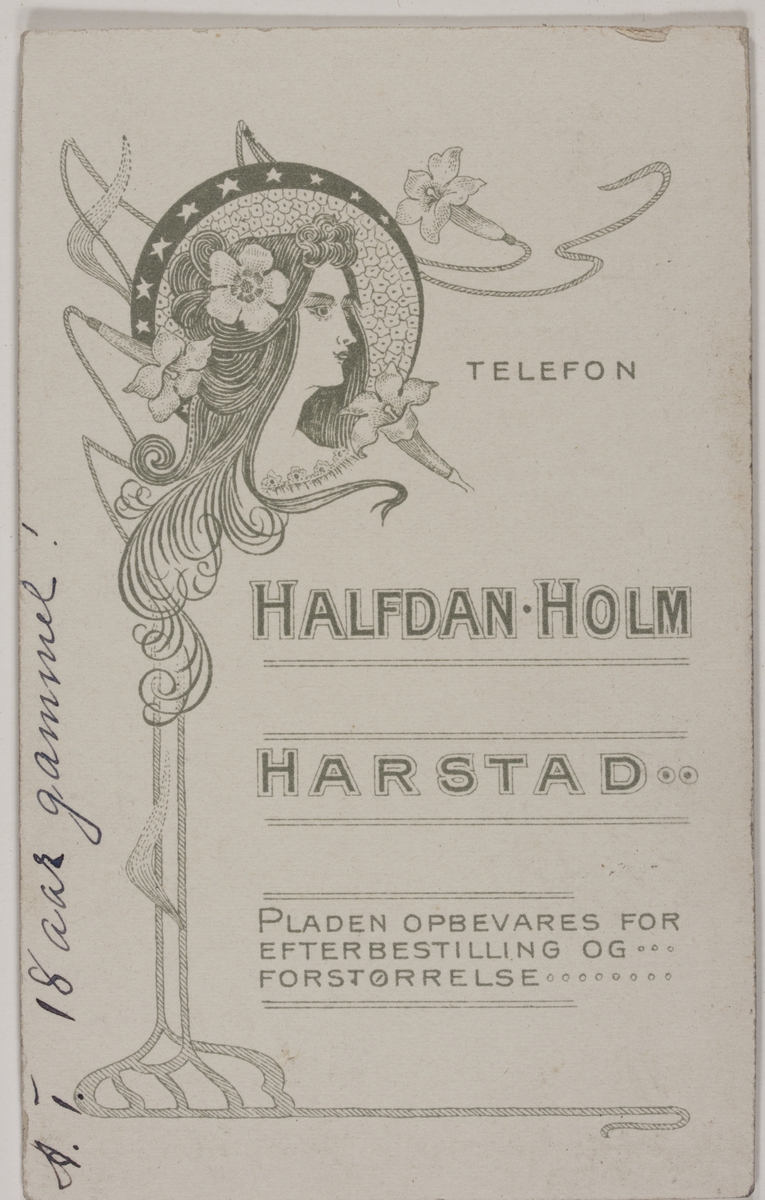 TELEFON
HALFDAN · HOLM
HARSTAD
PLADEN OPBEVARES FOR
EFTERBESTILLING OG
FORSTØRRELSE
A. T. 18 aar gammel!